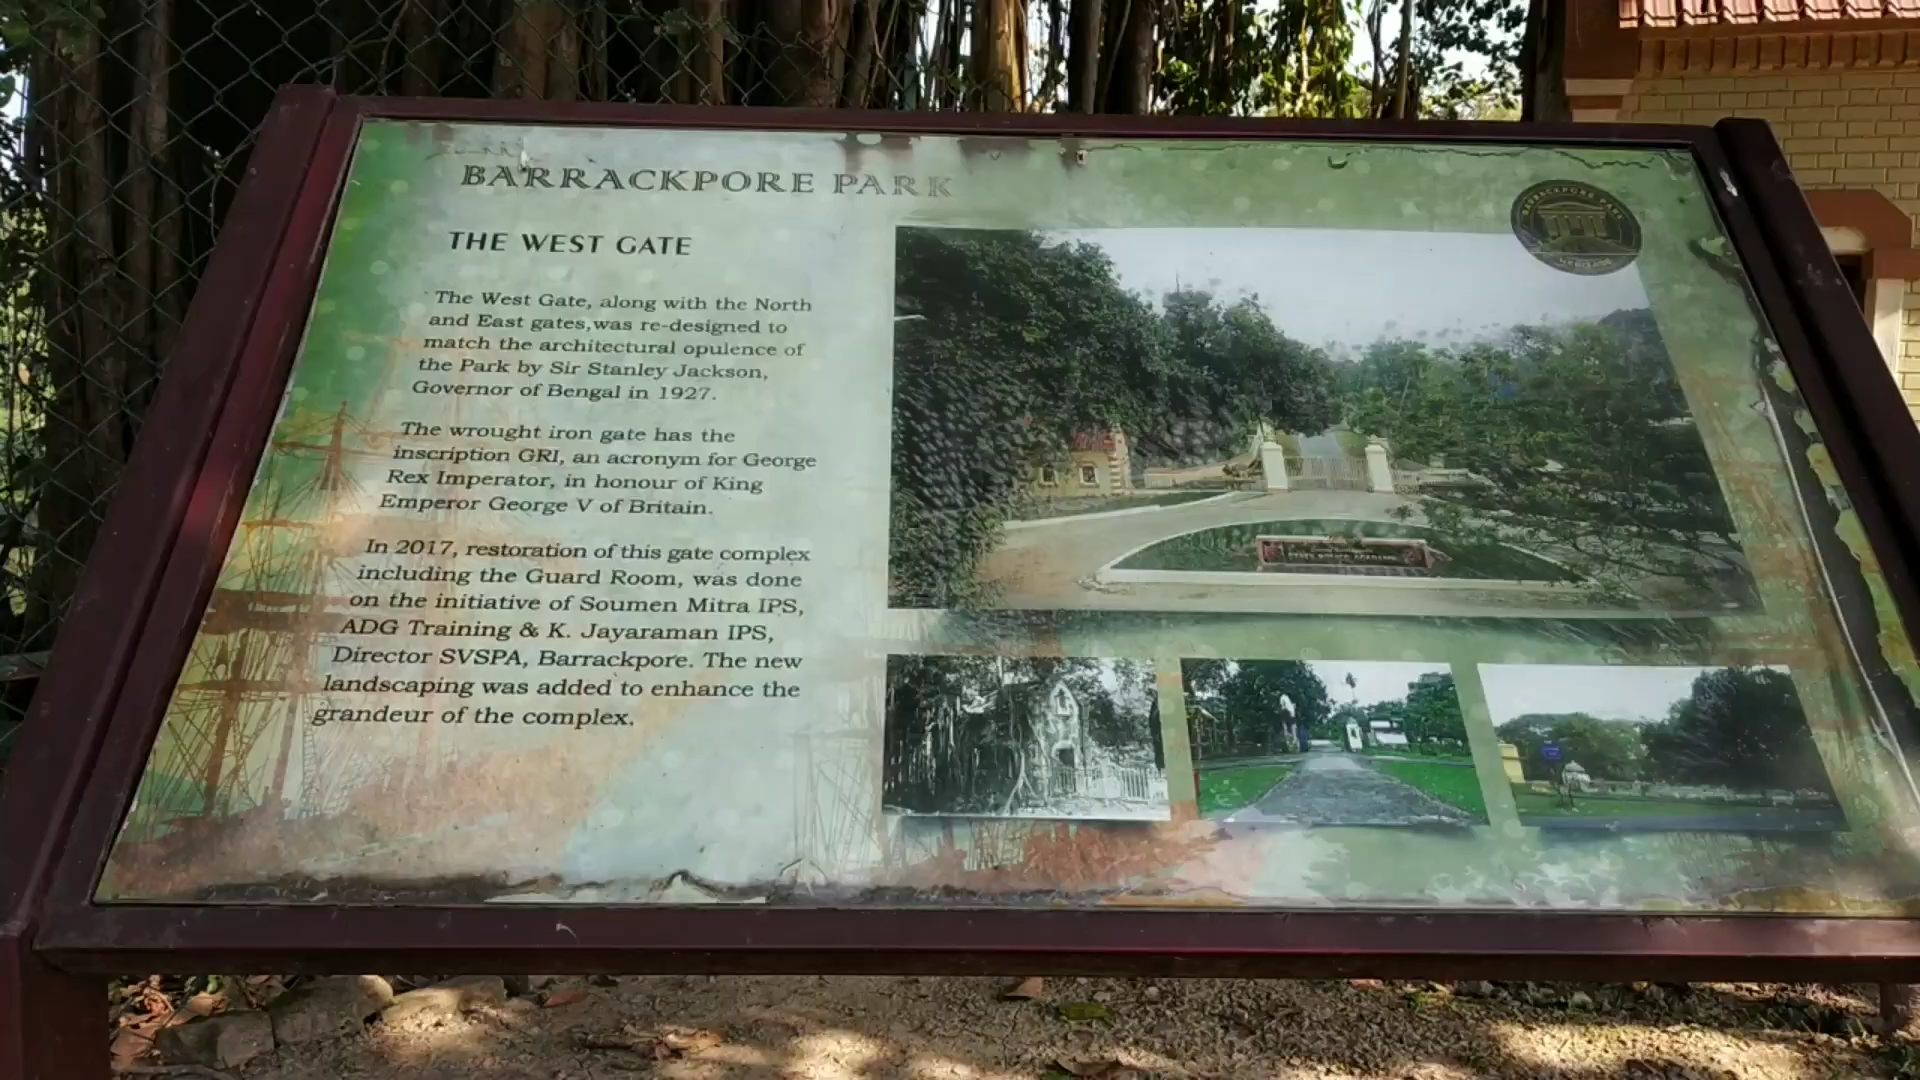 BARRACKPORE PARK
THE WEST GATE
The West Gate, along with the North
and East gates,was re-designed to
match the architectural opulence of
the Park by Sir Stanley Jackson,
Governor of Bengal in 1927.
The wrought iron gate has the
inscription GRI, an acronym for George
Rex Imperator, in honour of King
Emperor George V of Britain.
In 2017, restoration of this gate complex
including the Guard Room, was done
on the initiative of Soumen Mitra IPS,
ADG Training & K. Jayaraman IPS,
Director SVSPA, Barrackpore. The new
landscaping was added to enhance the
grandeur of the complex.
BARRACKPORE PARK
STATE POLICE ACADEMY